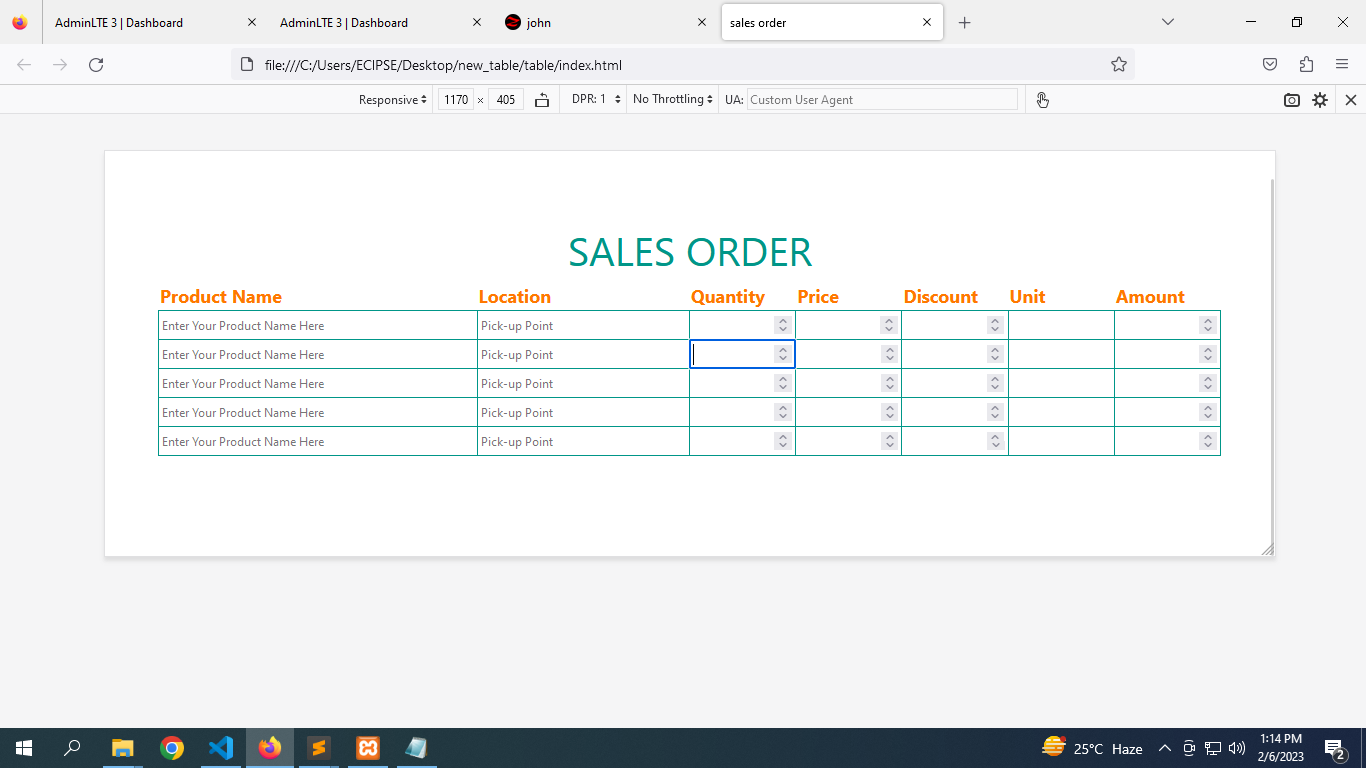 AdminLTE 3 | Dashboard
AdminLTE 3 | Dashboard
john
sales order
file:///C:/Users/ECIPSE/Desktop/new_table/table/index.html
Responsive 1170 × 405 DPR: 1 No Throttling UA: Custom User Agent
SALES ORDER
Product Name Location Quantity Price Discount Unit Amount
Enter Your Product Name Here Pick-up Point
Enter Your Product Name Here Pick-up Point
Enter Your Product Name Here Pick-up Point
Enter Your Product Name Here Pick-up Point
Enter Your Product Name Here Pick-up Point
25°C Haze
1:14 PM
2/6/2023
2